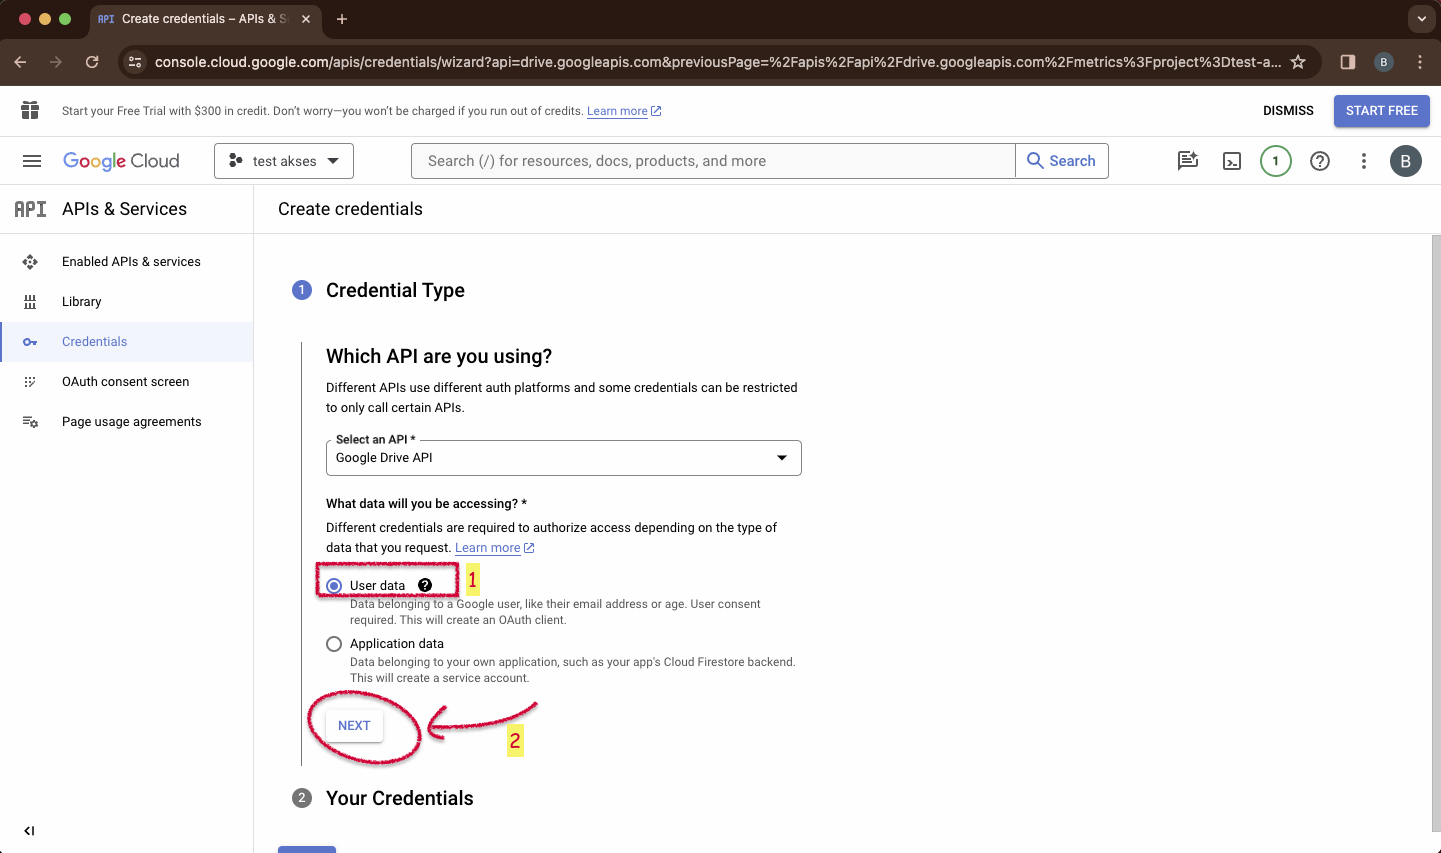 API Create credentials – APIs & S
console.cloud.google.com/apis/credentials/wizard?api=drive.googleapis.com&previousPage=%2Fapis%2Fapi%2Fdrive.googleapis.com%2Fmetrics%3Fproject%3Dtest-a...
B
Start your Free Trial with $300 in credit. Don’t worry—you won’t be charged if you run out of credits. Learn more
DISMISS
START FREE
Google Cloud
test akses
Search (/) for resources, docs, products, and more
Search
1
B
API APIs & Services
Create credentials
Enabled APIs & services
Library
Credentials
OAuth consent screen
Page usage agreements
1 Credential Type
Which API are you using?
Different APIs use different auth platforms and some credentials can be restricted
to only call certain APIs.
Select an API *
Google Drive API
What data will you be accessing? *
Different credentials are required to authorize access depending on the type of
data that you request. Learn more
User data
1
Data belonging to a Google user, like their email address or age. User consent
required. This will create an OAuth client.
Application data
Data belonging to your own application, such as your app's Cloud Firestore backend.
This will create a service account.
NEXT
2
2 Your Credentials